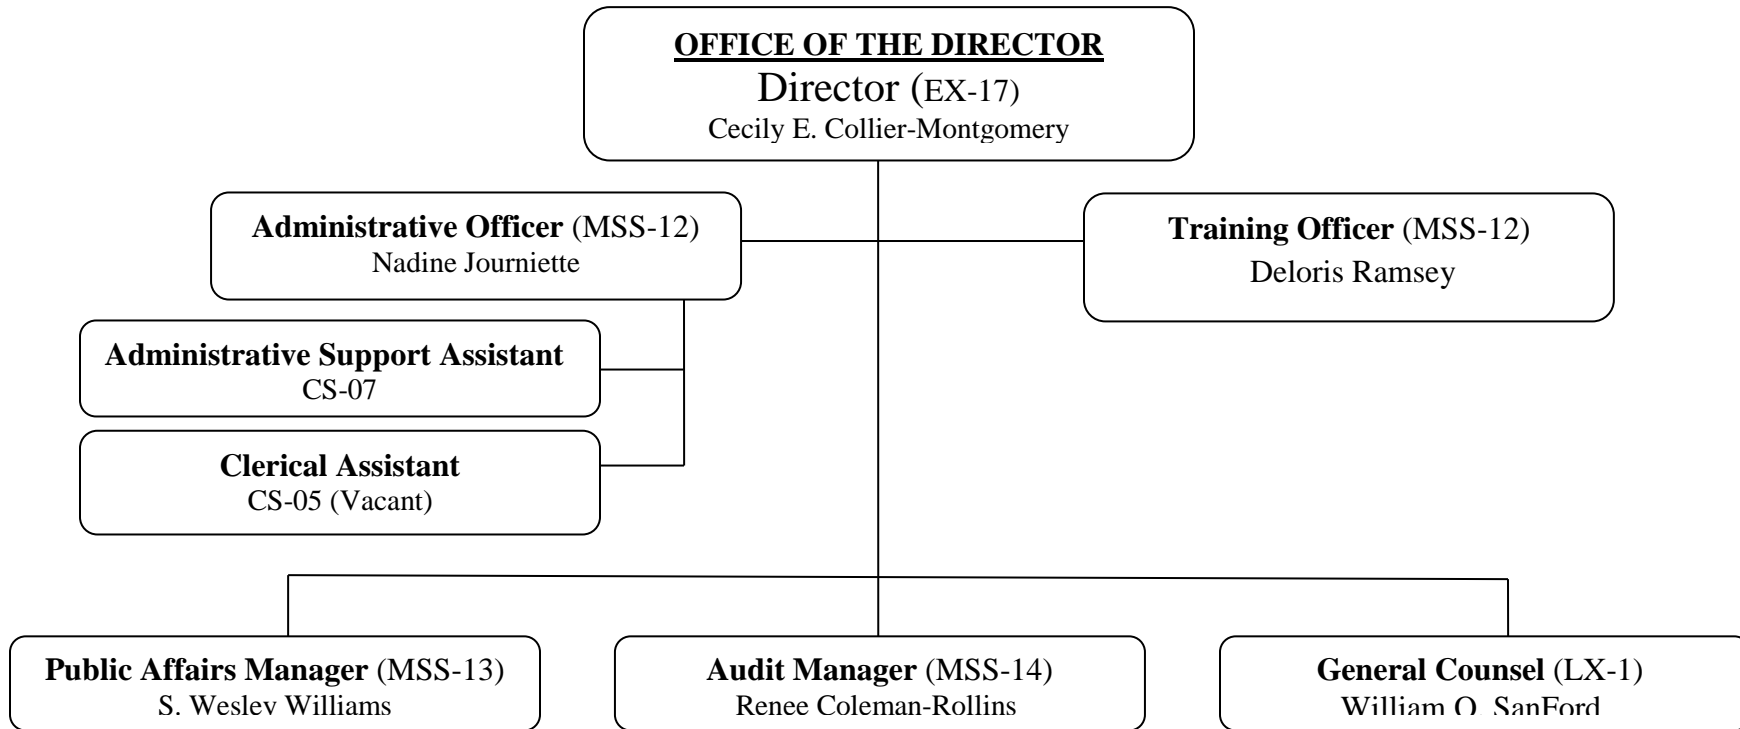 OFFICE OF THE DIRECTOR
Director (EX-17)
Cecily E. Collier-Montgomery
Administrative Officer (MSS-12)
Nadine Journiette
Training Officer (MSS-12)
Deloris Ramsey
Administrative Support Assistant
CS-07
Clerical Assistant
CS-05 (Vacant)
Public Affairs Manager (MSS-13)
S. Wesley Williams
Audit Manager (MSS-14)
Renee Coleman-Rollins
General Counsel (LX-1)
William O. SanFord